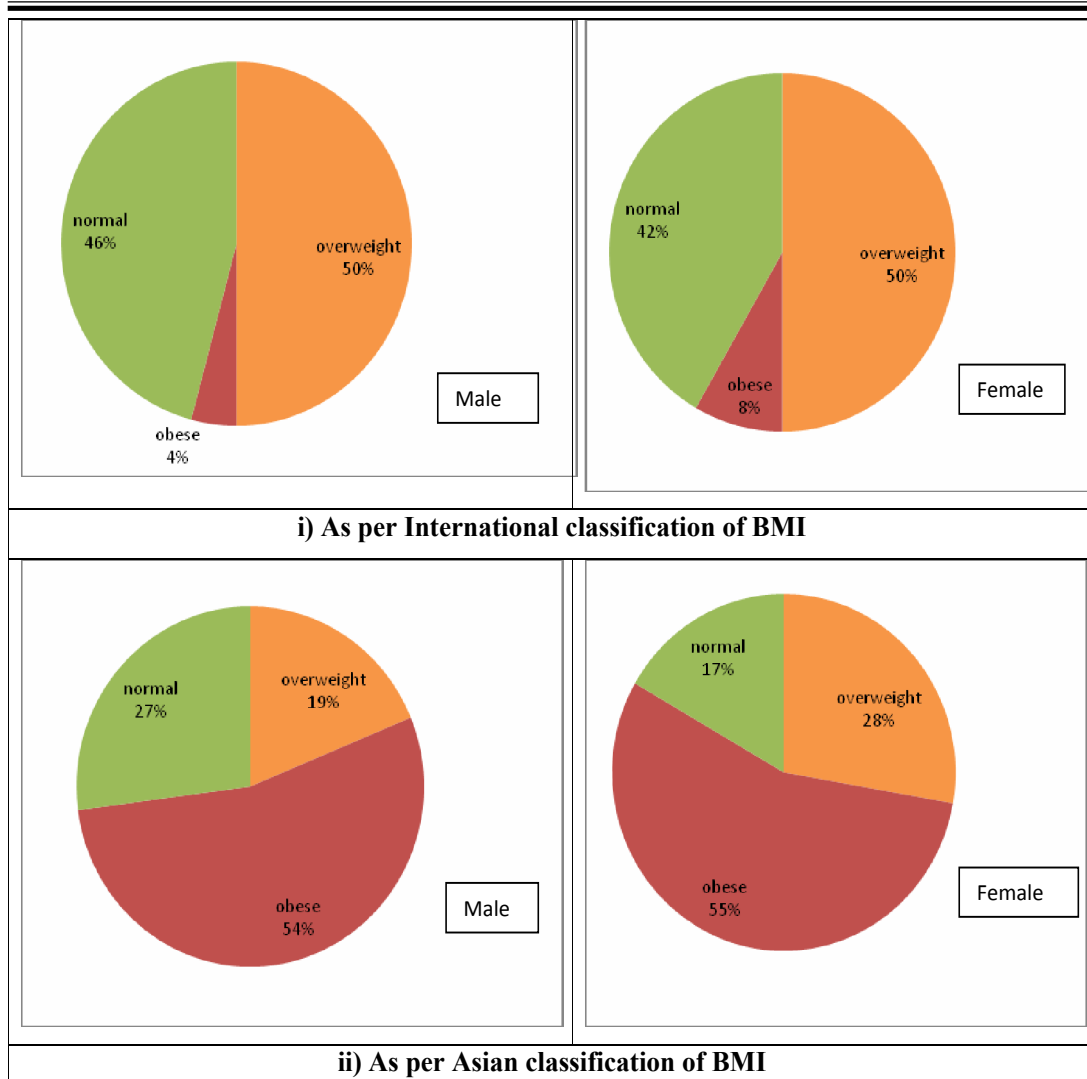 normal
46%
overweight
50%
obese
4%
Male
normal
42%
overweight
50%
obese
8%
Female
i) As per International classification of BMI
normal
27%
overweight
19%
obese
54%
Male
normal
17%
overweight
28%
obese
55%
Female
ii) As per Asian classification of BMI